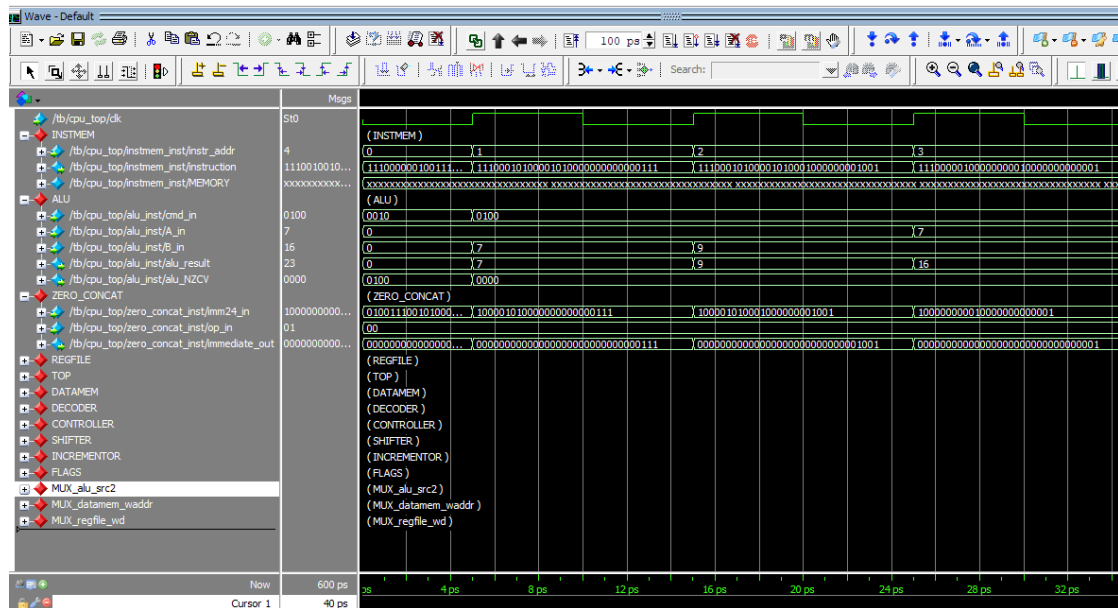 Wave - Default
100 ps
Search:
Msgs
/tb/cpu_top/clk St0
INSTMEM (INSTMEM)
/tb/cpu_top/instmem_inst/instr_addr 4 0 1 2 3
/tb/cpu_top/instmem_inst/instruction 1110010010... 111000000100111...
/tb/cpu_top/instmem_inst/MEMORY xxxxxxxxxx...
ALU (ALU)
/tb/cpu_top/alu_inst/cmd_in 0100 0010 0100
/tb/cpu_top/alu_inst/A_in 7 0 7
/tb/cpu_top/alu_inst/B_in 16 0 7 9
/tb/cpu_top/alu_inst/alu_result 23 0 7 9 16
/tb/cpu_top/alu_inst/alu_NZCV 0000 0100 0000
ZERO_CONCAT (ZERO_CONCAT)
/tb/cpu_top/zero_concat_inst/imm24_in 1000000000... 010011100101000... 100001010000000000000111 100001010001000000001001 100000000010000000000001
/tb/cpu_top/zero_concat_inst/op_in 01 00
/tb/cpu_top/zero_concat_inst/immediate_out 0000000000... 000000000000000... 00000000000000000000000000000111 00000000000000000000000000001001 00000000000000000000000000000001
REGFILE (REGFILE)
TOP (TOP)
DATAMEM (DATAMEM)
DECODER (DECODER)
CONTROLLER (CONTROLLER)
SHIFTER (SHIFTER)
INCREMENTOR (INCREMENTOR)
FLAGS (FLAGS)
MUX_alu_src2 (MUX_alu_src2)
MUX_datamem_waddr (MUX_datamem_waddr)
MUX_regfile_wd (MUX_regfile_wd)
Now 600 ps ps 4 ps 8 ps 12 ps 16 ps 20 ps 24 ps 28 ps 32 ps
Cursor 1 40 ps